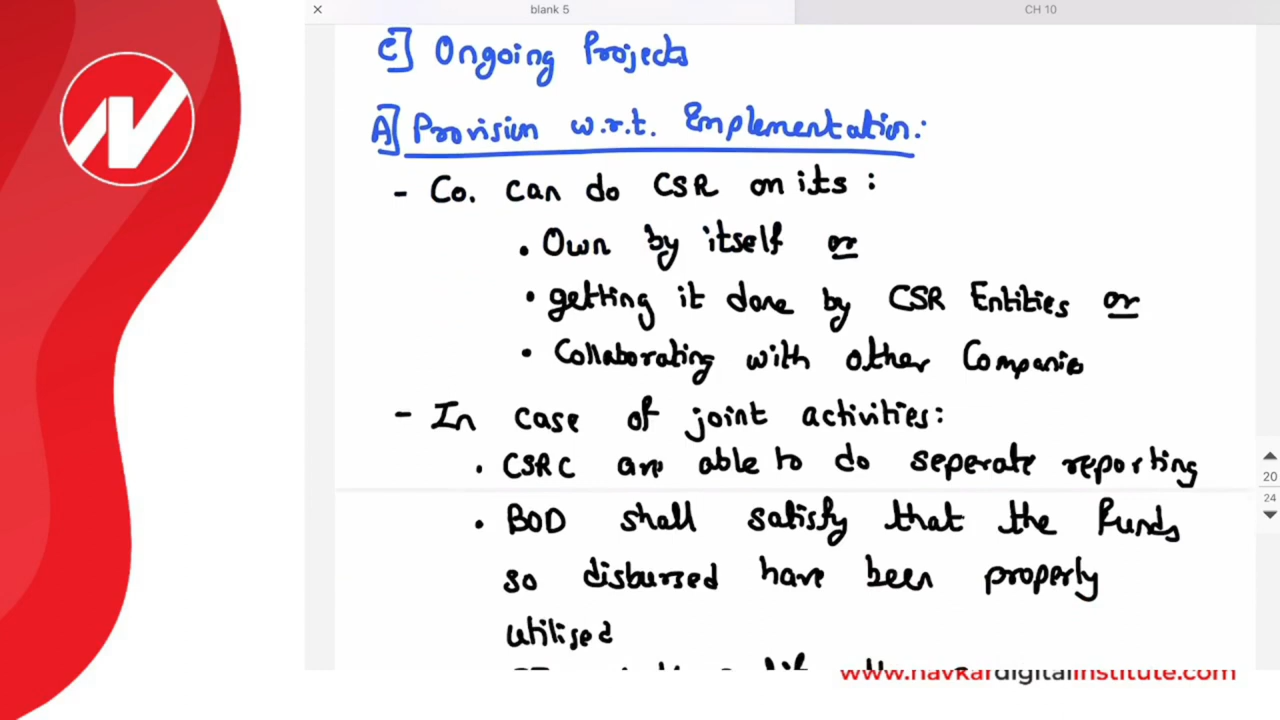 blank 5
CH 10
C] Ongoing Projects
A] Provision w.r.t. Implementation:
- Co. can do CSR on its :
• Own by itself or
• getting it done by CSR Entities or
• Collaborating with other Companies
- In case of joint activities:
• CSRC are able to do seperate reporting
• BOD shall satisfy that the funds
so disbursed have been properly
utilised
20
24
www.navkardigitalinstitute.com